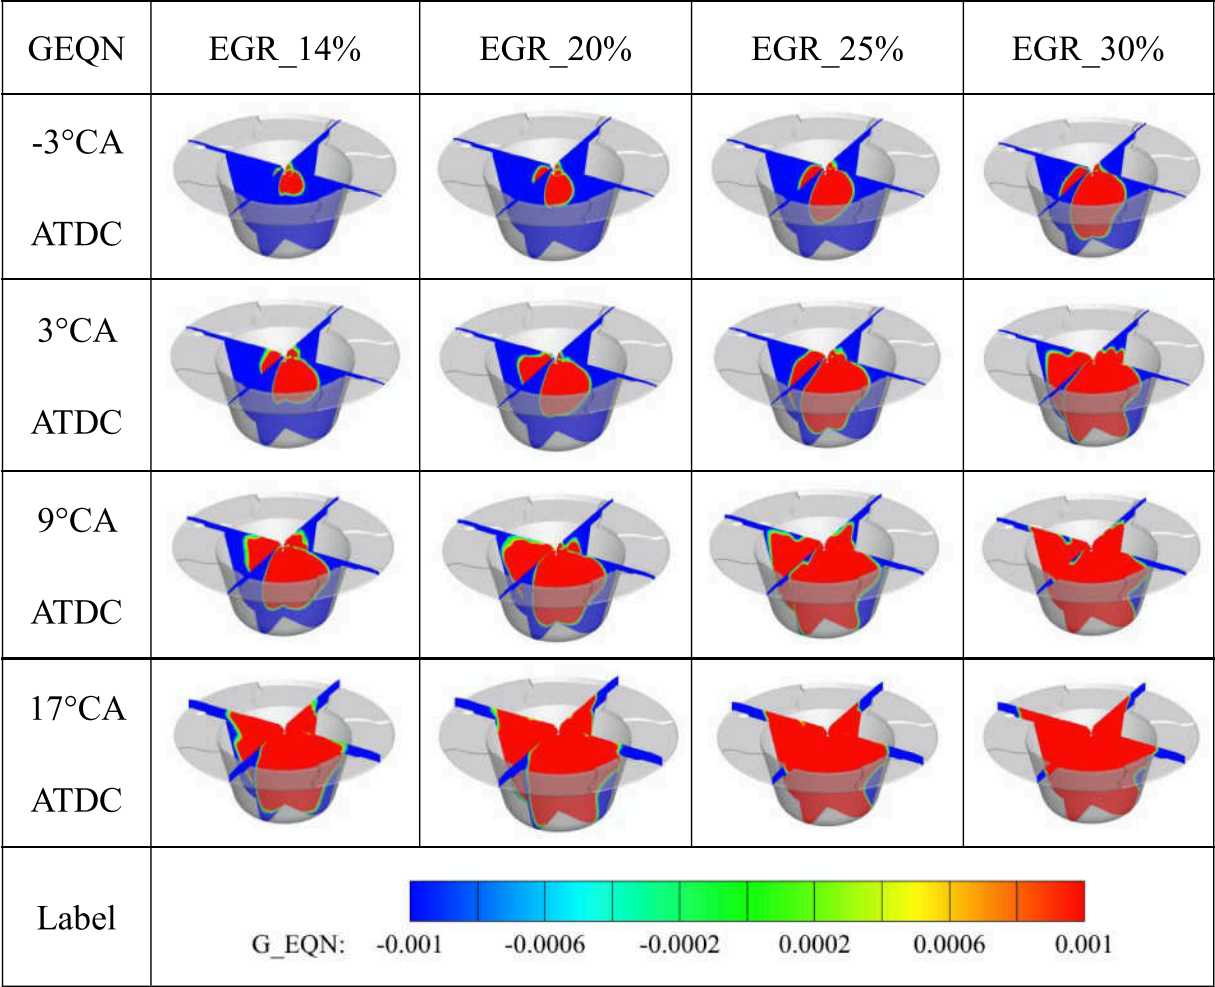 GEQN EGR_14% EGR_20% EGR_25% EGR_30%
-3°CA
ATDC
3°CA
ATDC
9°CA
ATDC
17°CA
ATDC
Label
G_EQN: -0.001 -0.0006 -0.0002 0.0002 0.0006 0.001